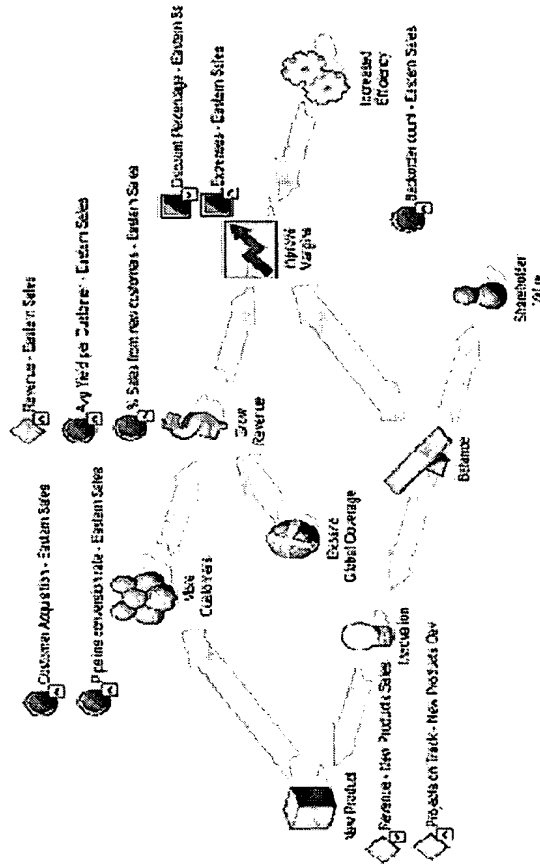 Revenue - Eastern Sales
Avg Yield per Customer - Eastern Sales
% Sales from new customers - Eastern Sales
Customer Acquisition - Eastern Sales
Pipeline conversion rate - Eastern Sales
Discount Percentage - Eastern Sa
Expenses - Eastern Sales
More
Customers
Grow
Revenue
Improve
Margins
Increased
Efficiency
Expand
Global Coverage
Backorder count - Eastern Sales
New Product
Revenue - New Products Sales
Projects on Track - New Products Dev
Innovation
Balance
Shareholder
Value